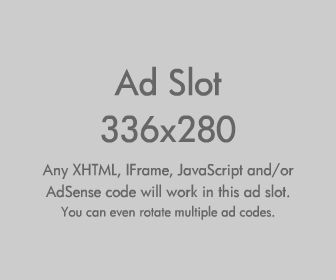 Ad Slot
336x280
Any XHTML, IFrame, JavaScript and/or
AdSense code will work in this ad slot.
You can even rotate multiple ad codes.